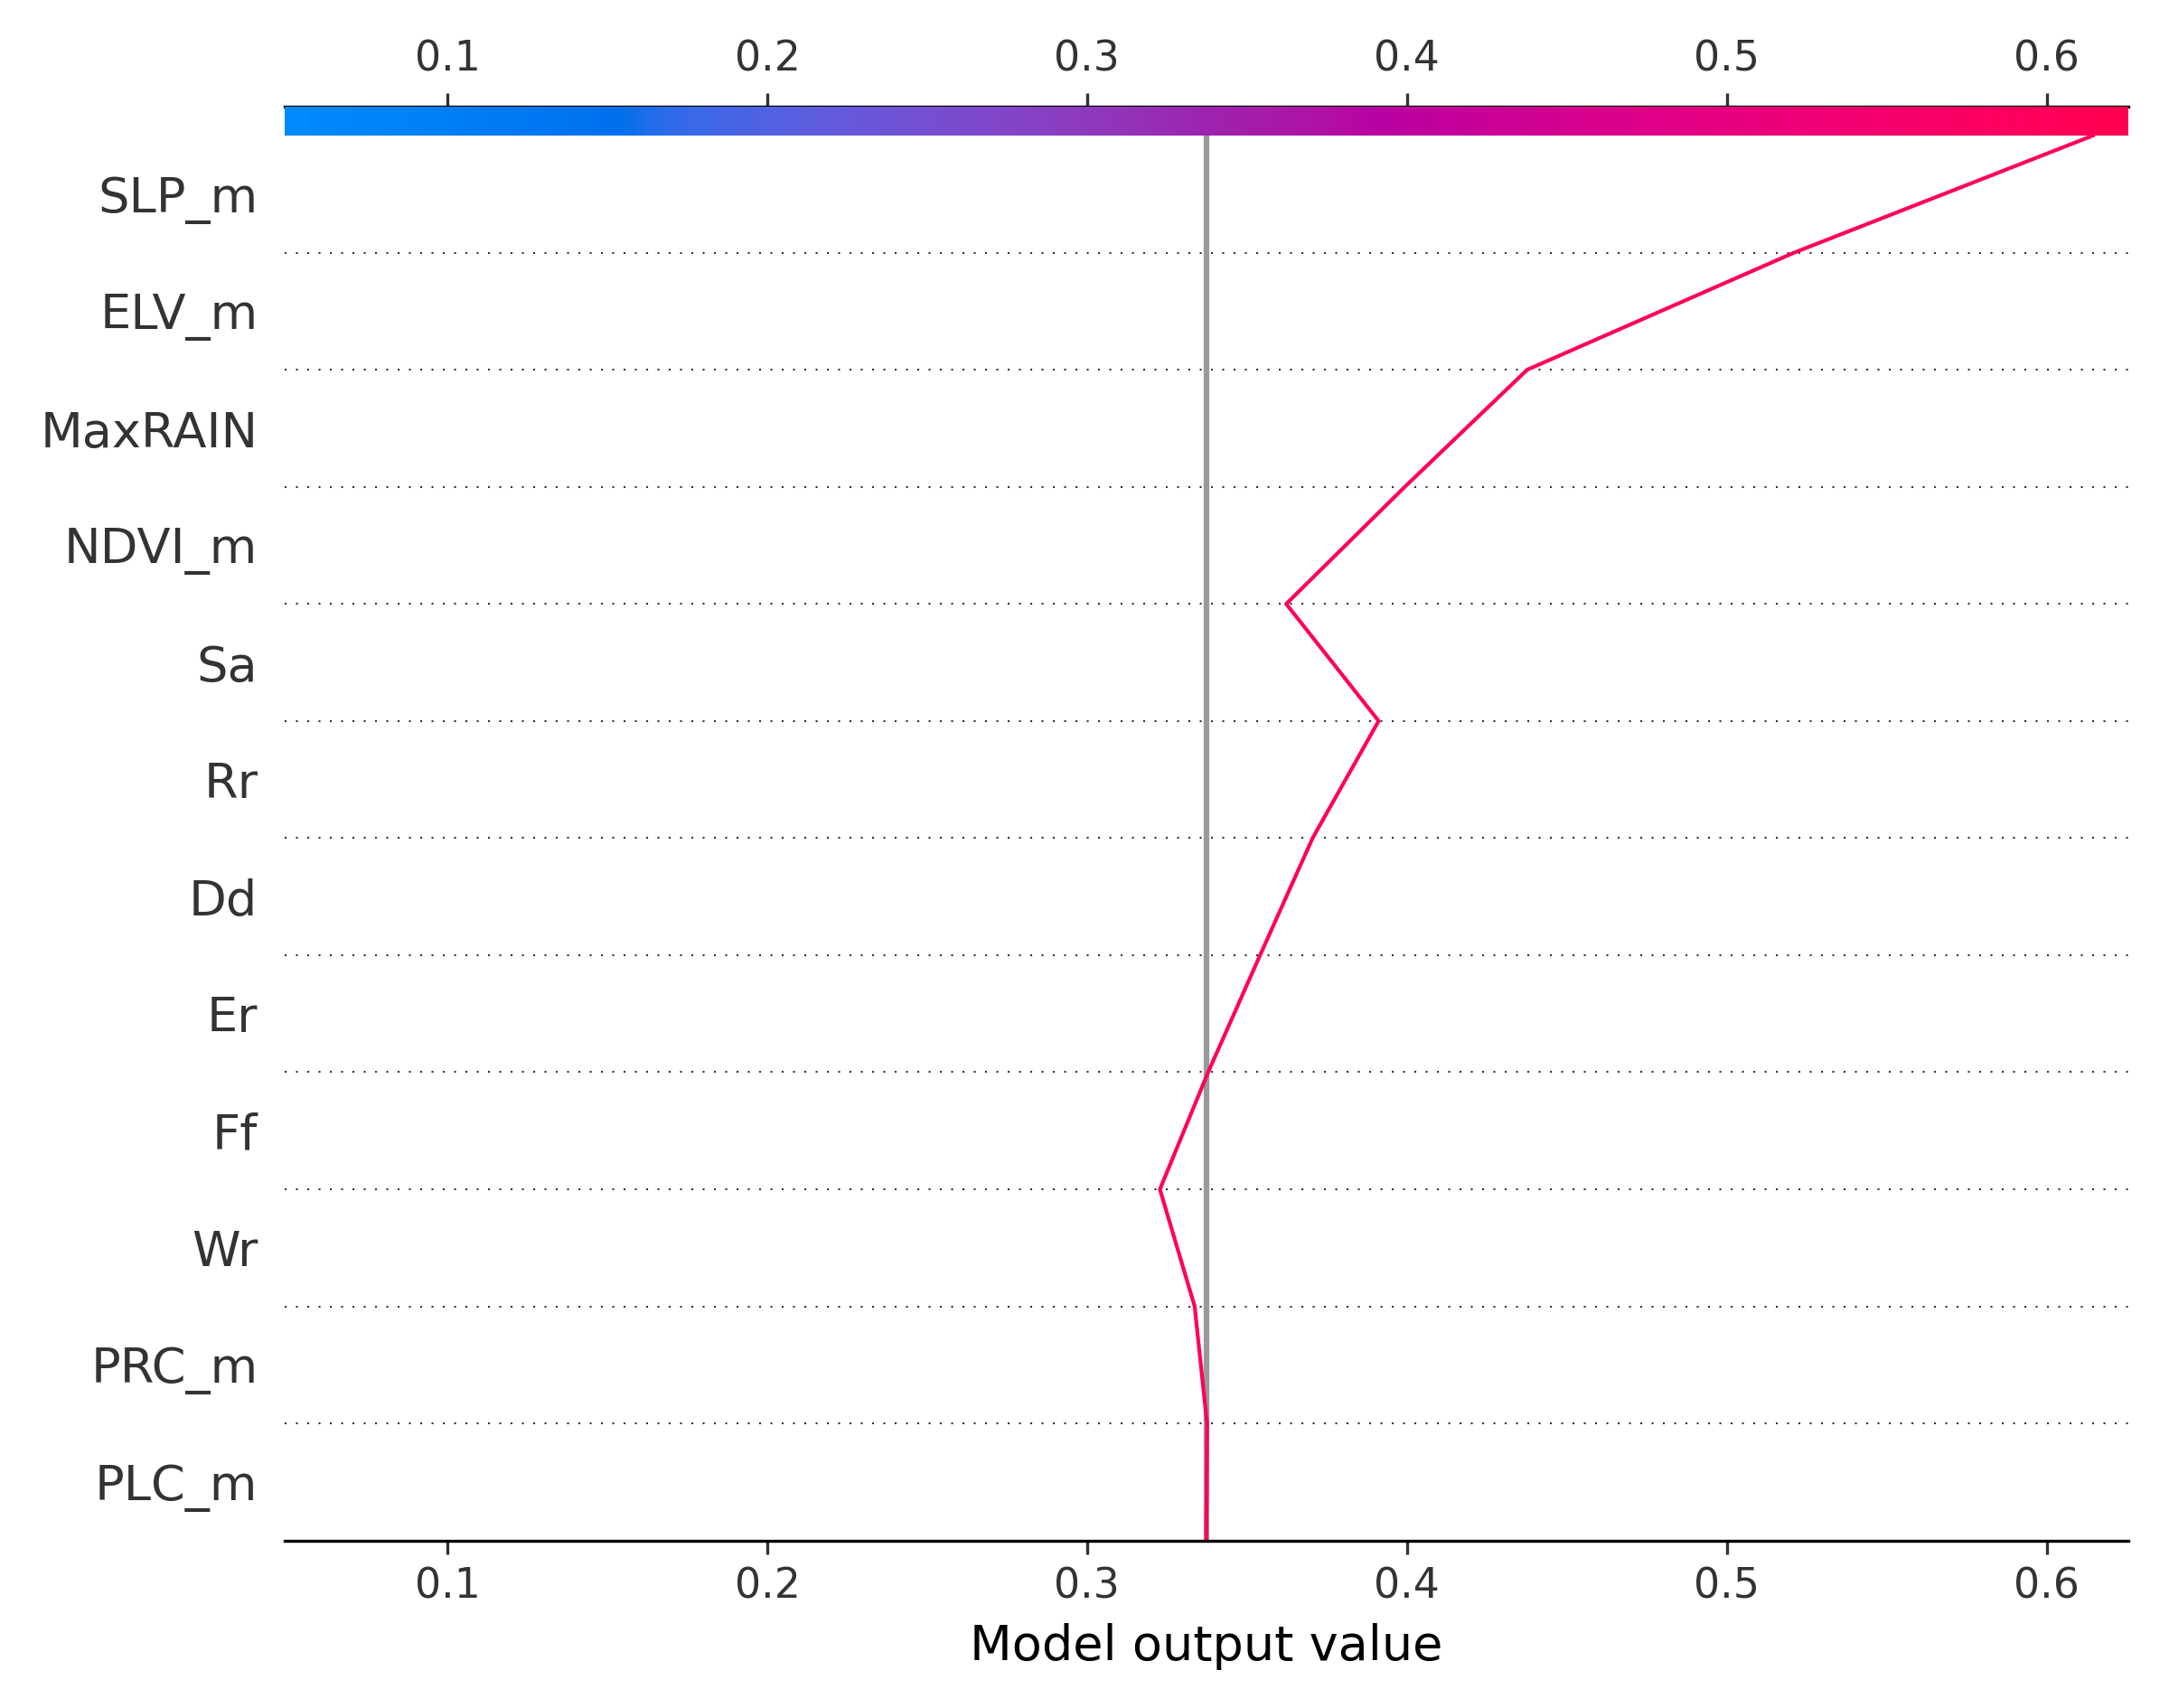 0.1 0.2 0.3 0.4 0.5 0.6
SLP_m
ELV_m
MaxRAIN
NDVI_m
Sa
Rr
Dd
Er
Ff
Wr
PRC_m
PLC_m
0.1 0.2 0.3 0.4 0.5 0.6
Model output value